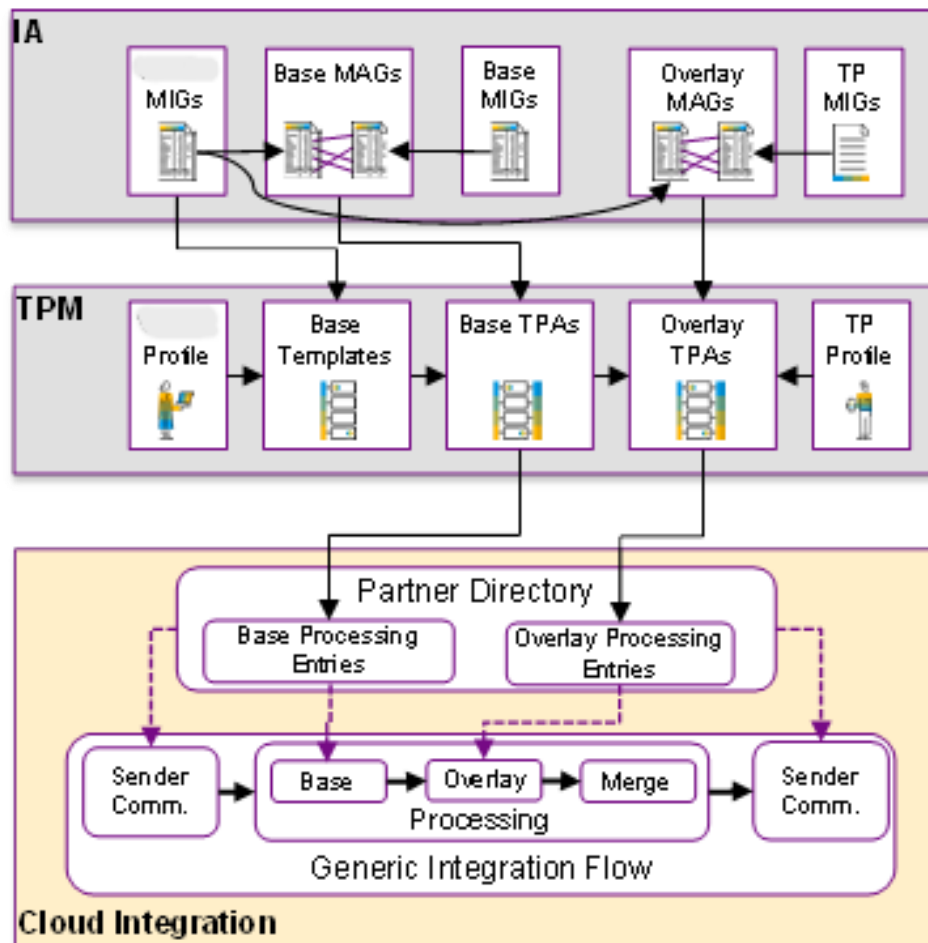 IA
MIGs
Base MAGs
Base
MIGs
Overlay
MAGs
TP
MIGs
TPM
Profile
Base
Templates
Base TPAs
Overlay
TPAs
TP
Profile
Partner Directory
Base Processing
Entries
Overlay Processing
Entries
Sender
Comm.
Base
Overlay
Merge
Processing
Sender
Comm.
Generic Integration Flow
Cloud Integration